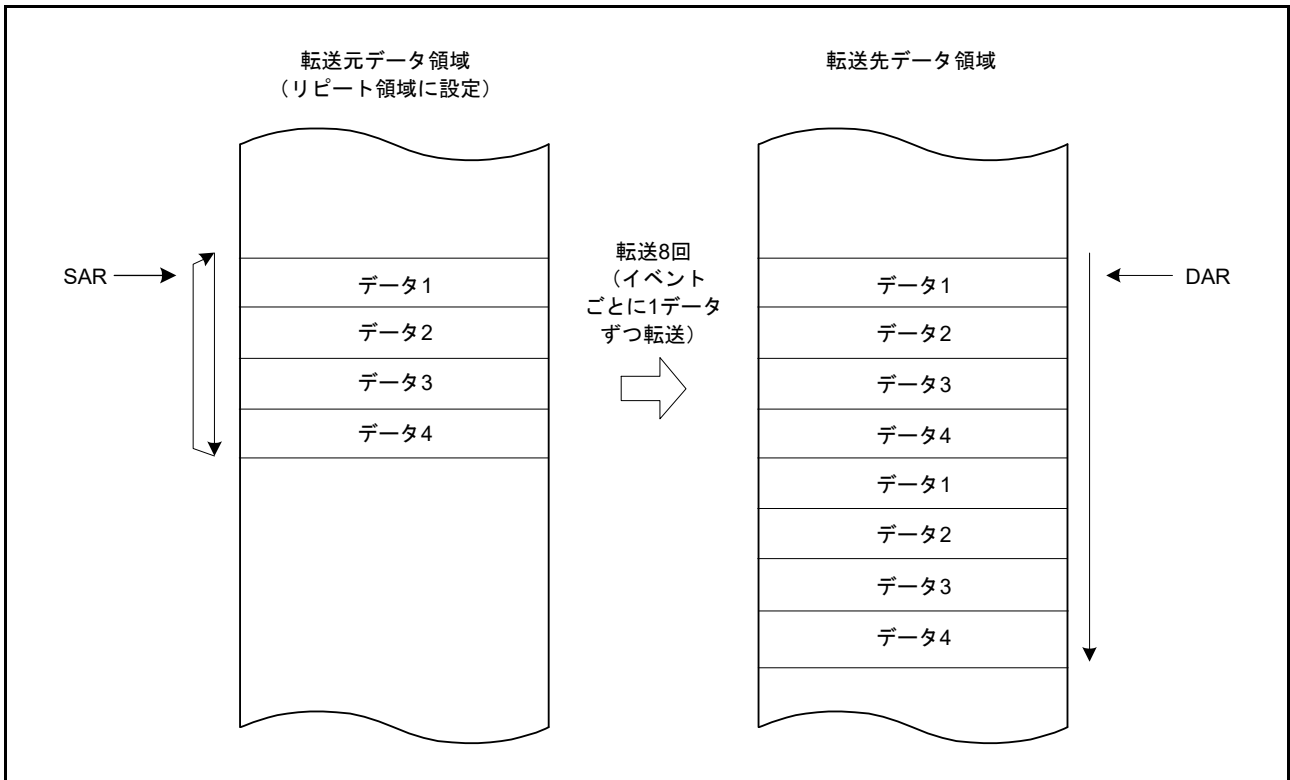 転送元データ領域
（リピート領域に設定）
転送先データ領域
SAR
データ1
データ2
データ3
データ4
転送8回
（イベント
ごとに1データ
ずつ転送）
データ1
データ2
データ3
データ4
データ1
データ2
データ3
データ4
DAR